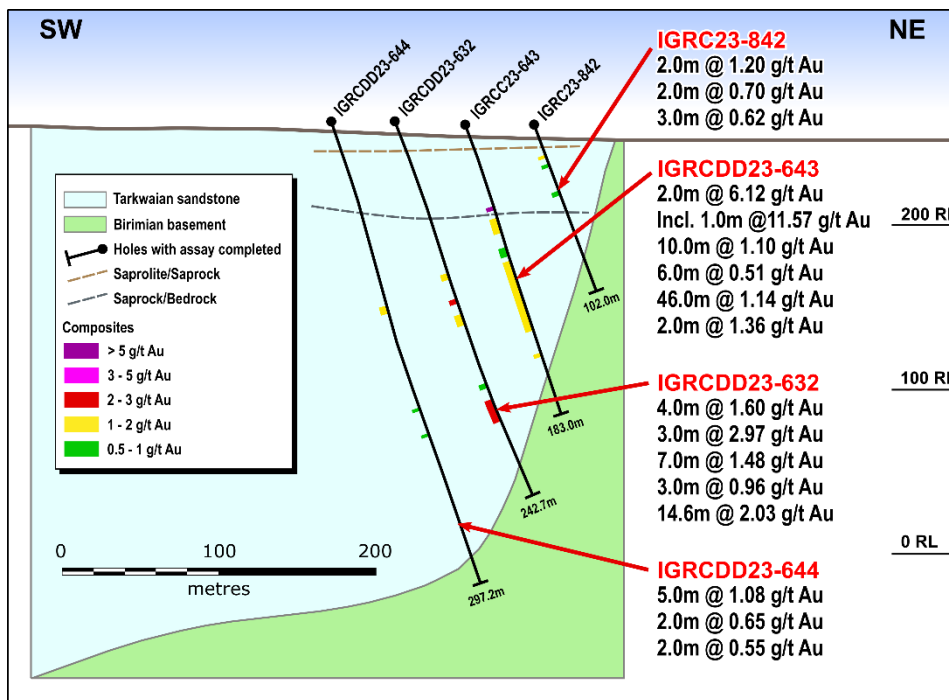 SW
NE
IGRCDD23-644
IGRCDD23-632
IGRCC23-643
IGRC23-842
IGRC23-842
2.0m @ 1.20 g/t Au
2.0m @ 0.70 g/t Au
3.0m @ 0.62 g/t Au
IGRCDD23-643
2.0m @ 6.12 g/t Au
Incl. 1.0m @11.57 g/t Au
10.0m @ 1.10 g/t Au
6.0m @ 0.51 g/t Au
46.0m @ 1.14 g/t Au
2.0m @ 1.36 g/t Au
200 RL
Tarkwaian sandstone
Birimian basement
Holes with assay completed
Saprolite/Saprock
Saprock/Bedrock
Composites
> 5 g/t Au
3 - 5 g/t Au
2 - 3 g/t Au
1 - 2 g/t Au
0.5 - 1 g/t Au
102.0m
183.0m
242.7m
297.2m
100 RL
IGRCDD23-632
4.0m @ 1.60 g/t Au
3.0m @ 2.97 g/t Au
7.0m @ 1.48 g/t Au
3.0m @ 0.96 g/t Au
14.6m @ 2.03 g/t Au
0 RL
0 100 200
metres
IGRCDD23-644
5.0m @ 1.08 g/t Au
2.0m @ 0.65 g/t Au
2.0m @ 0.55 g/t Au